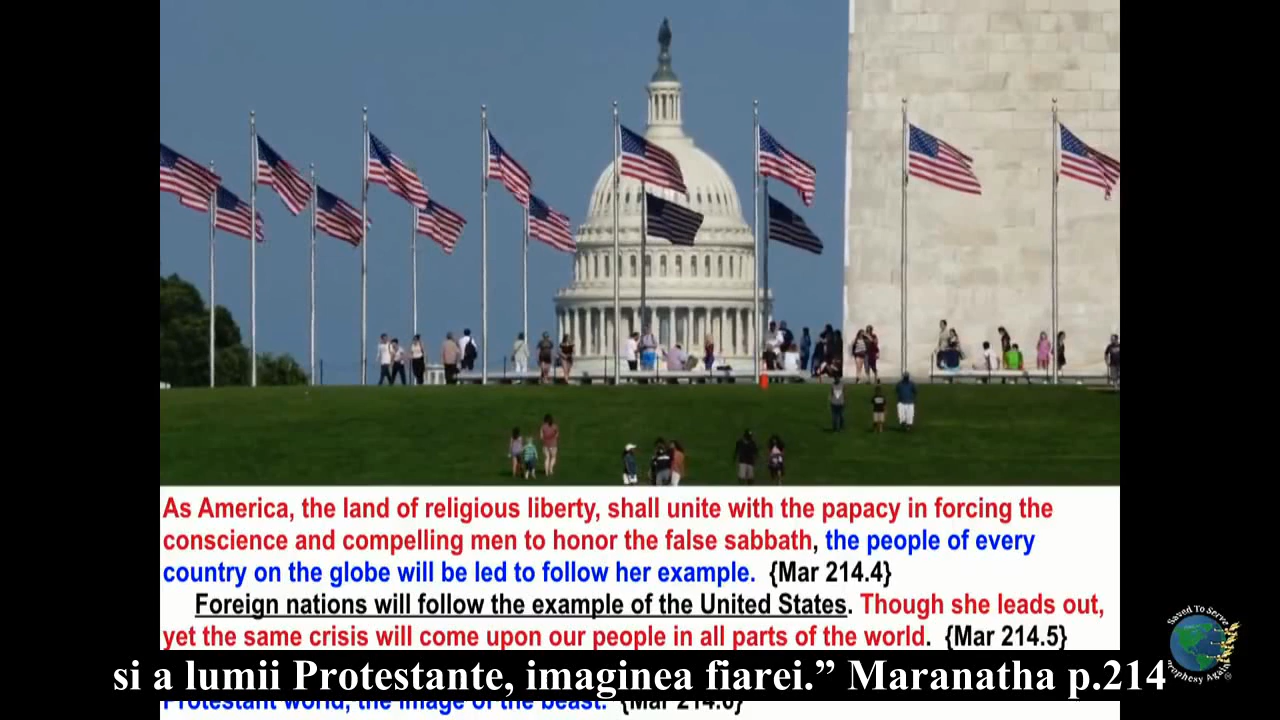 As America, the land of religious liberty, shall unite with the papacy in forcing the
conscience and compelling men to honor the false sabbath, the people of every
country on the globe will be led to follow her example. {Mar 214.4}
Foreign nations will follow the example of the United States. Though she leads out,
yet the same crisis will come upon our people in all parts of the world. {Mar 214.5}
si a lumii Protestante, imaginea fiarei.” Maranatha p.214
Protestant world, the image of the beast. {Mar 214.6}
Saved To Serve